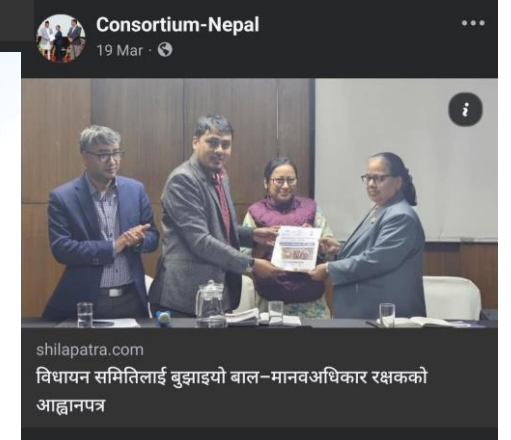 Consortium-Nepal
19 Mar
shilapatra.com
विधायन समितिलाई बुझाइयो बाल–मानवअधिकार रक्षकको
आह्वानपत्र